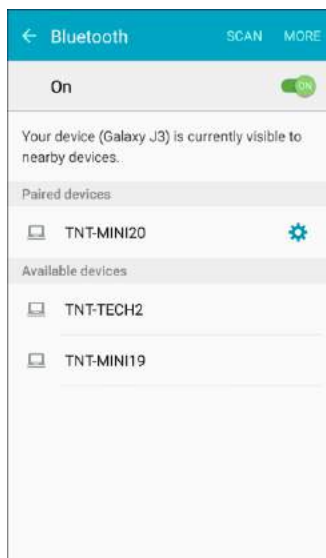 Bluetooth SCAN MORE
On ON
Your device (Galaxy J3) is currently visible to
nearby devices.
Paired devices
TNT-MINI20
Available devices
TNT-TECH2
TNT-MINI19